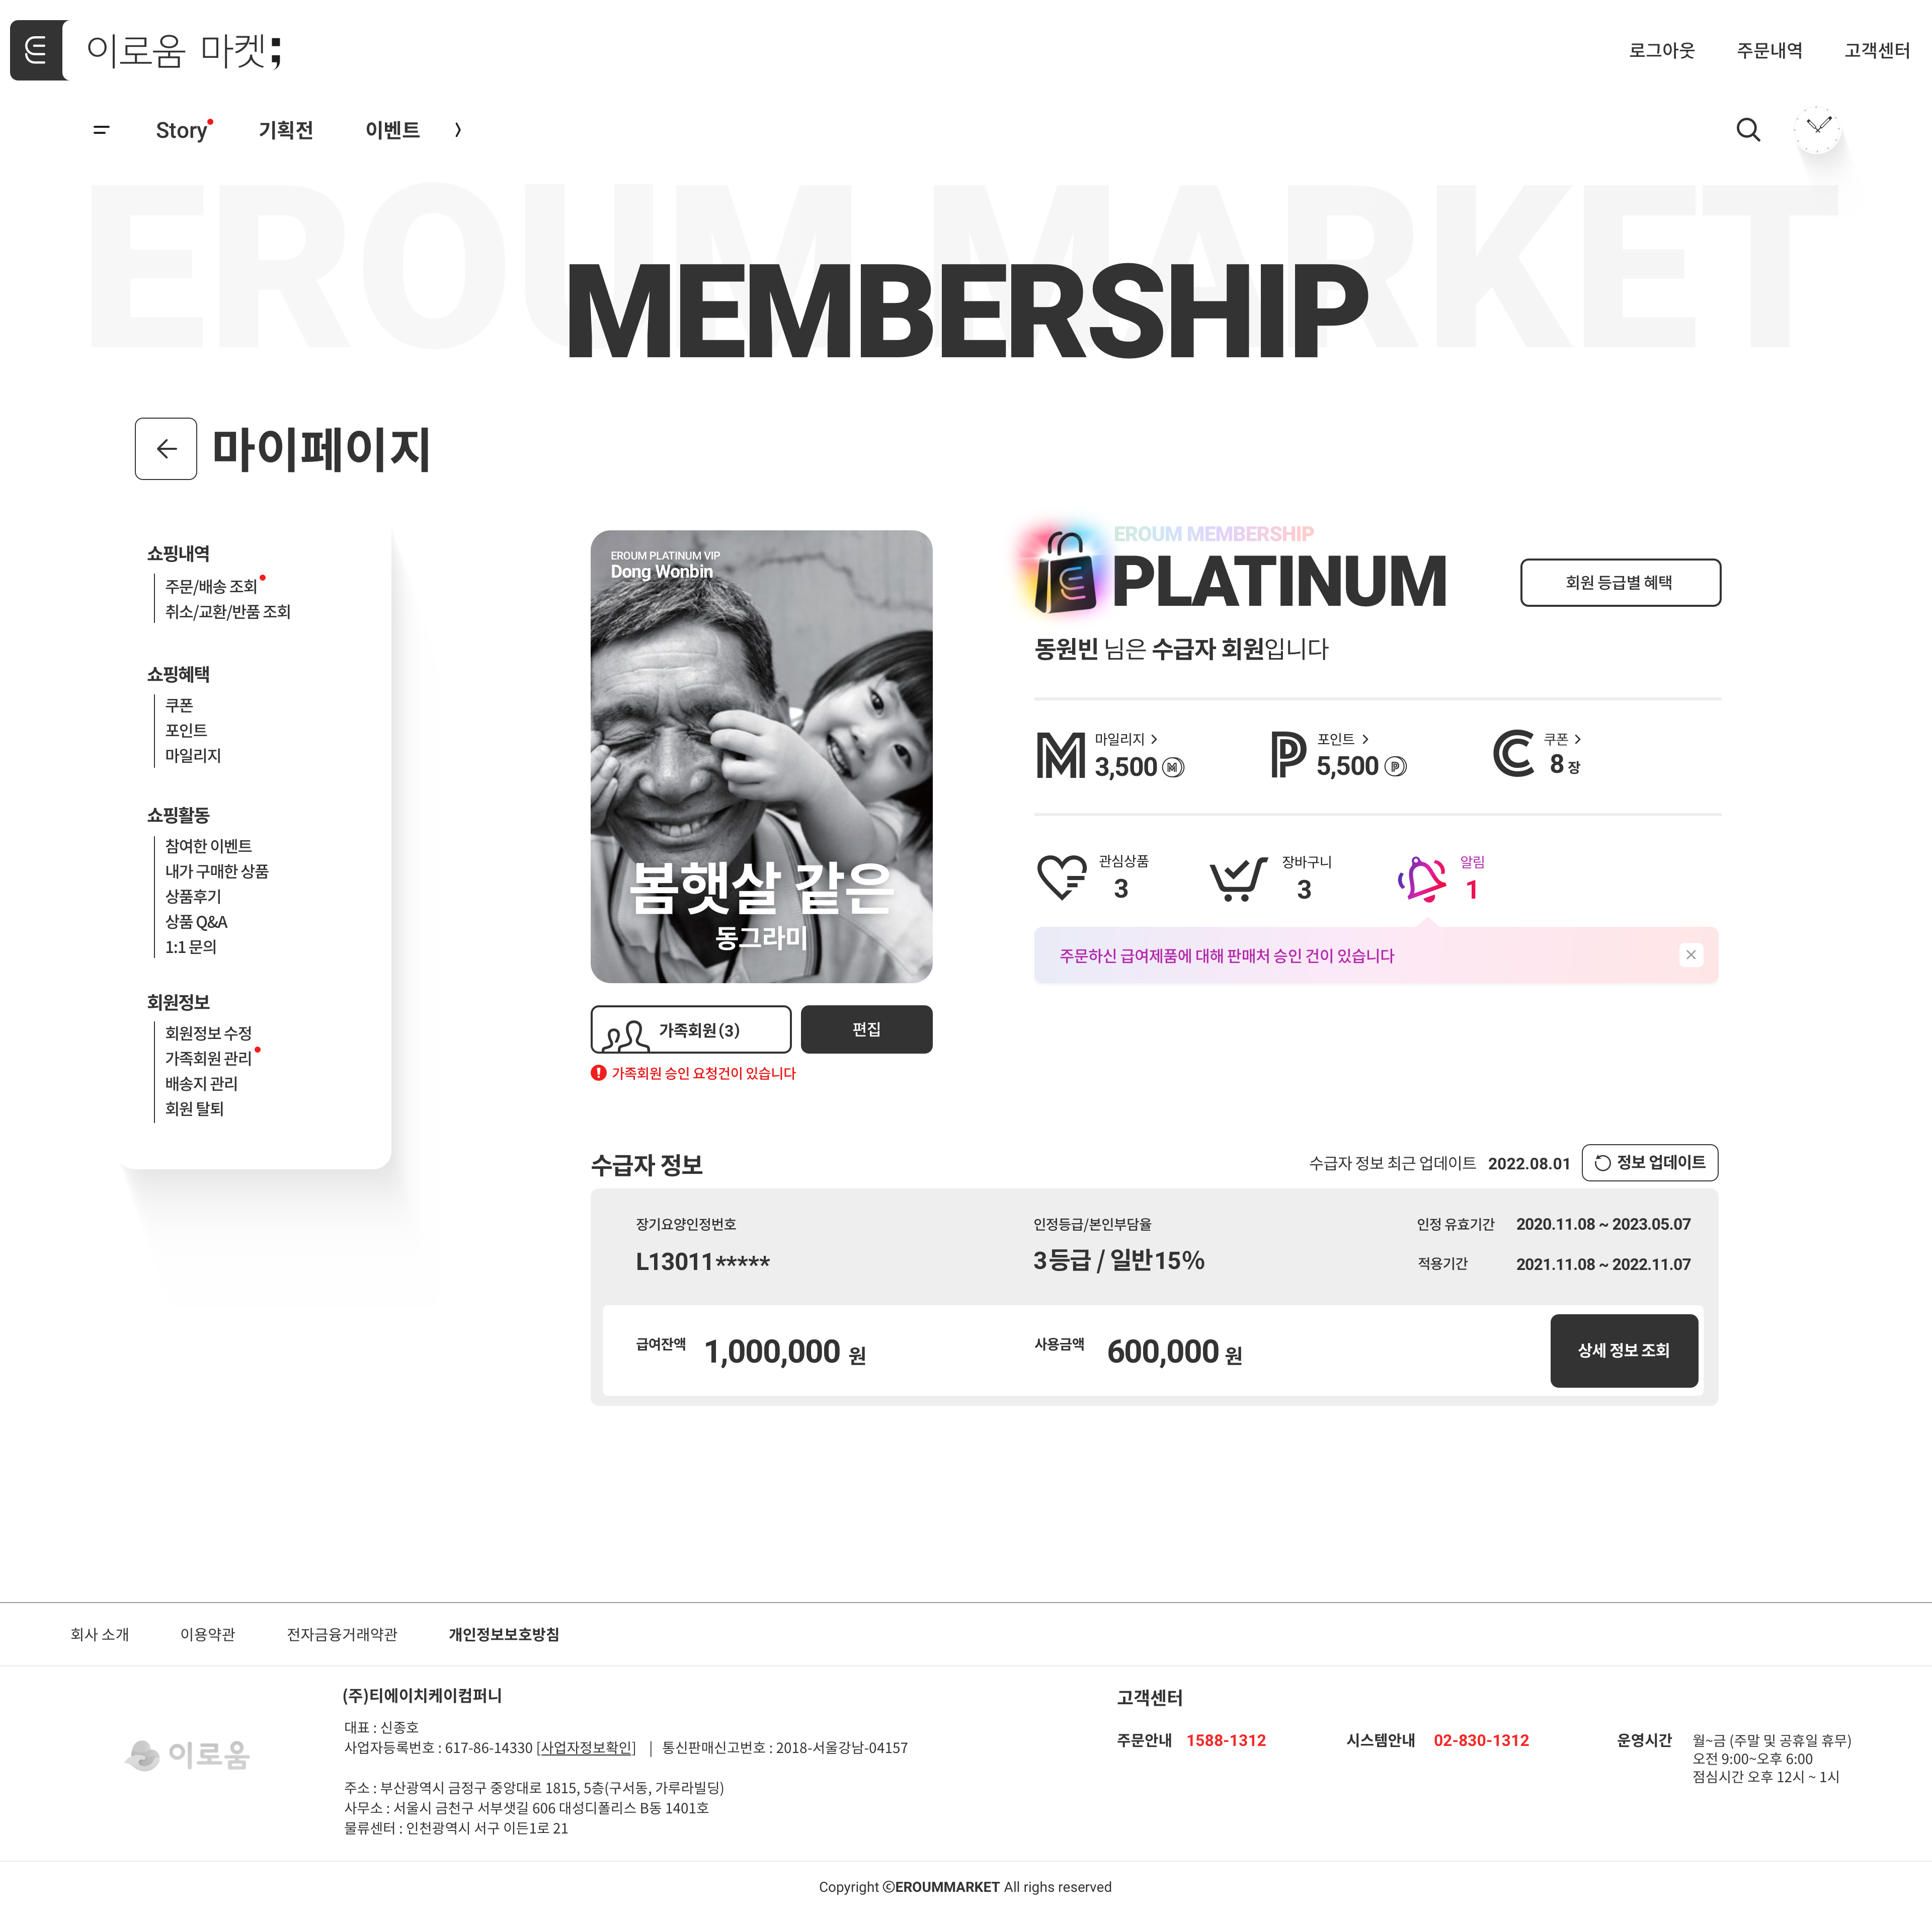 이로움 마켓;
로그아웃 주문내역 고객센터
Story 기획전 이벤트
EROUM MARKET
MEMBERSHIP
마이페이지
쇼핑내역
주문/배송 조회
취소/교환/반품 조회
쇼핑혜택
쿠폰
포인트
마일리지
쇼핑활동
참여한 이벤트
내가 구매한 상품
상품후기
상품 Q&A
1:1 문의
회원정보
회원정보 수정
가족회원 관리
배송지 관리
회원 탈퇴
EROUM PLATINUM VIP
Dong Wonbin
봄햇살 같은
동그라미
가족회원(3)
편집
가족회원 승인 요청건이 있습니다
EROUM MEMBERSHIP
PLATINUM
회원 등급별 혜택
동원빈 님은 수급자 회원입니다
M 마일리지
3,500 M
P 포인트
5,500 P
C 쿠폰
8 장
관심상품
3
장바구니
3
알림
1
주문하신 급여제품에 대해 판매처 승인 건이 있습니다
수급자 정보
수급자 정보 최근 업데이트 2022.08.01 정보 업데이트
장기요양인정번호
L13011*****
인정등급/본인부담율
3등급 / 일반15%
인정 유효기간 2020.11.08 ~ 2023.05.07
적용기간 2021.11.08 ~ 2022.11.07
급여잔액 1,000,000 원
사용금액 600,000 원
상세 정보 조회
회사 소개 이용약관 전자금융거래약관 개인정보보호방침
이로움
(주)티에이치케이컴퍼니
대표 : 신종호
사업자등록번호 : 617-86-14330 [사업자정보확인] | 통신판매신고번호 : 2018-서울강남-04157
주소 : 부산광역시 금정구 중앙대로 1815, 5층(구서동, 가루라빌딩)
사무소 : 서울시 금천구 서부샛길 606 대성디폴리스 B동 1401호
물류센터 : 인천광역시 서구 이든1로 21
고객센터
주문안내 1588-1312
시스템안내 02-830-1312
운영시간 월~금 (주말 및 공휴일 휴무)
오전 9:00~오후 6:00
점심시간 오후 12시 ~ 1시
Copyright ⓒEROUMMARKET All righs reserved